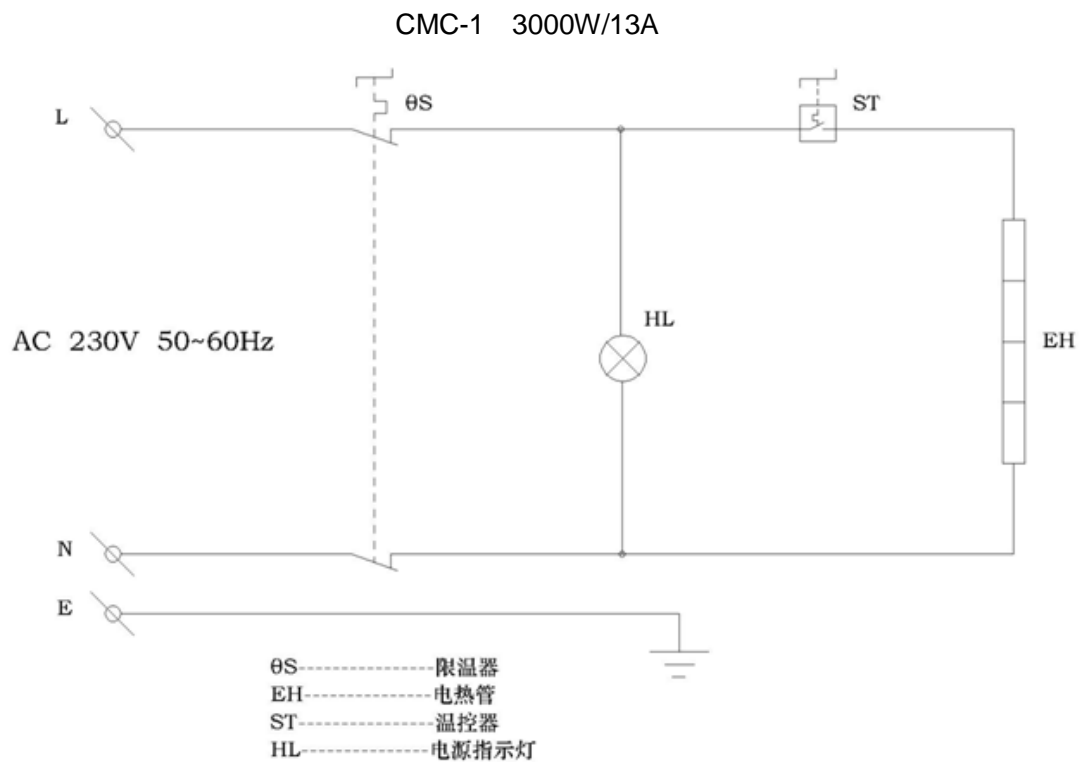 CMC-1 3000W/13A
θS
ST
L
HL
AC 230V 50~60Hz
EH
N
E
θS---------------限温器
EH---------------电热管
ST---------------温控器
HL---------------电源指示灯